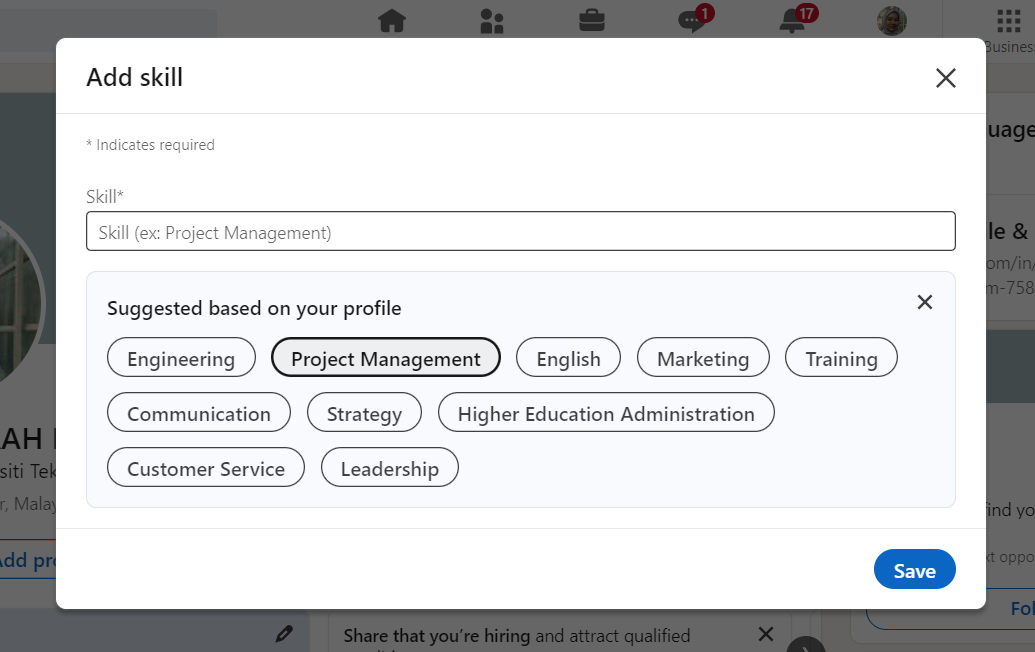 1
17
Busines
Add skill
* Indicates required
Skill*
Skill (ex: Project Management)
Suggested based on your profile
Engineering
Project Management
English
Marketing
Training
Communication
Strategy
Higher Education Administration
Customer Service
Leadership
Save
uage
le &
om/in/
m-758
AH
siti Tek
r, Malay
Add pro
find yo
xt oppo
Fol
Share that you're hiring and attract qualified